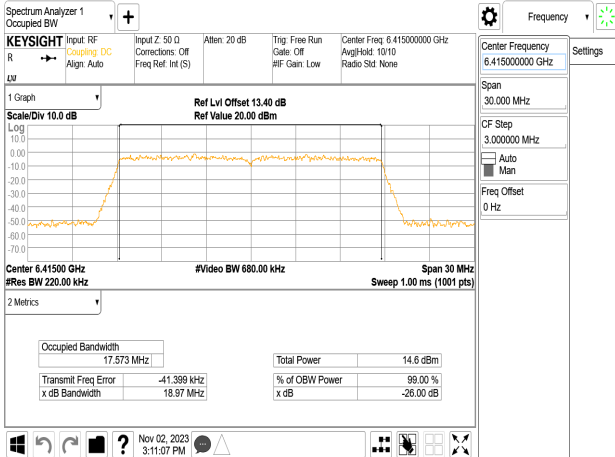 Spectrum Analyzer 1
Occupied BW
Frequency
KEYSIGHT
R
Input: RF
Coupling: DC
Align: Auto
Input Z: 50 Ω
Corrections: Off
Freq Ref: Int (S)
Atten: 20 dB
Trig: Free Run
Gate: Off
#IF Gain: Low
Center Freq: 6.415000000 GHz
Avg|Hold: 10/10
Radio Std: None
1 Graph
Scale/Div 10.0 dB
Ref Lvl Offset 13.40 dB
Ref Value 20.00 dBm
Log
10.0
0.00
-10.0
-20.0
-30.0
-40.0
-50.0
-60.0
-70.0
Center 6.41500 GHz
#Res BW 220.00 kHz
#Video BW 680.00 kHz
Span 30 MHz
Sweep 1.00 ms (1001 pts)
2 Metrics
Occupied Bandwidth
17.573 MHz
Total Power 14.6 dBm
Transmit Freq Error -41.399 kHz
x dB Bandwidth 18.97 MHz
% of OBW Power 99.00 %
x dB -26.00 dB
Nov 02, 2023
3:11:07 PM
Center Frequency
6.415000000 GHz
Settings
Span
30.000 MHz
CF Step
3.000000 MHz
Auto
Man
Freq Offset
0 Hz